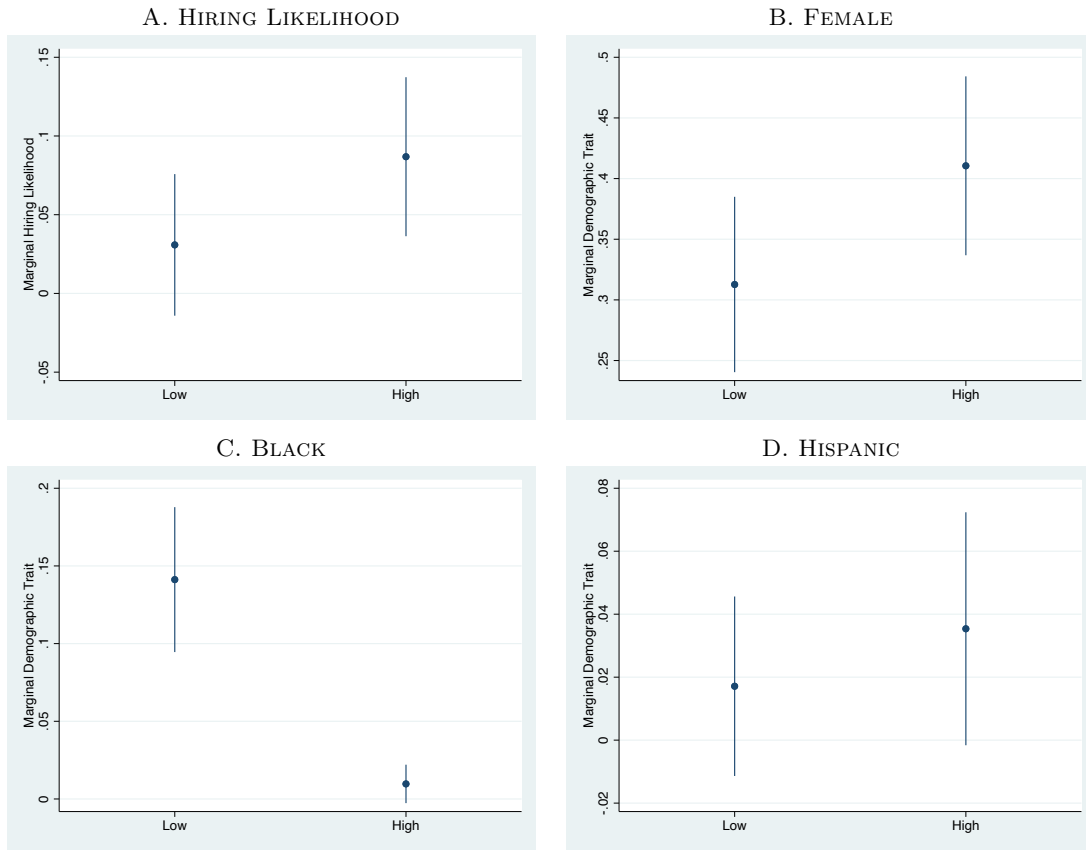 A. Hiring Likelihood
Marginal Hiring Likelihood
.15
.1
.05
0
-.05
Low High
B. Female
Marginal Demographic Trait
.5
.45
.4
.35
.3
.25
Low High
C. Black
Marginal Demographic Trait
.2
.15
.1
.05
0
Low High
D. Hispanic
Marginal Demographic Trait
.08
.06
.04
.02
0
-.02
Low High